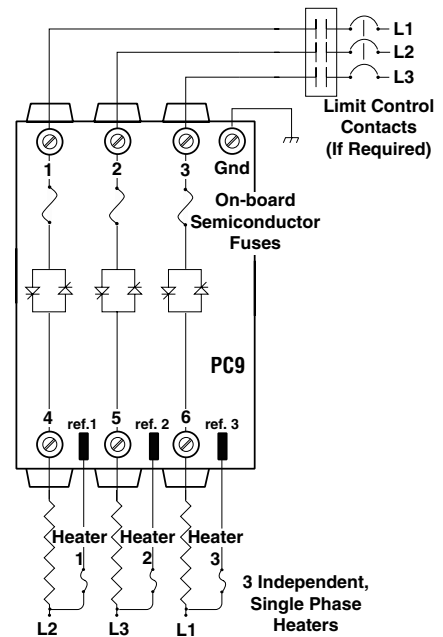 L1
L2
L3
Limit Control
Contacts
(If Required)
1 2 3 Gnd
On-board
Semiconductor
Fuses
PC9
4 ref.1 5 ref. 2 6 ref. 3
Heater
1
Heater
2
Heater
3
3 Independent,
Single Phase
Heaters
L2 L3 L1